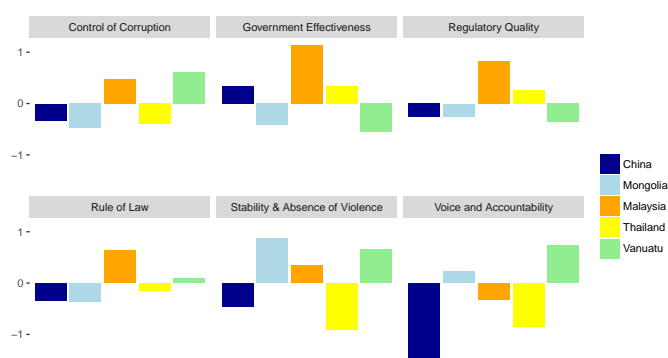 Control of Corruption
Government Effectiveness
Regulatory Quality
1
0
−1
Rule of Law
Stability & Absence of Violence
Voice and Accountability
1
0
−1
China
Mongolia
Malaysia
Thailand
Vanuatu